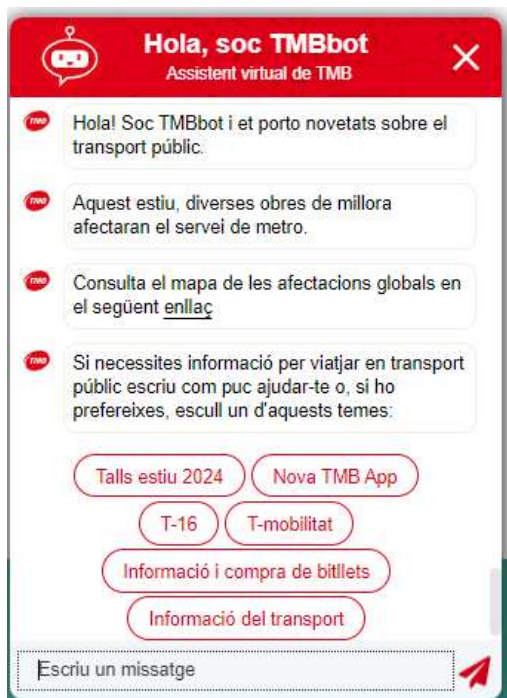 Hola, soc TMBbot
Assistent virtual de TMB
TMB
Hola! Soc TMBbot i et porto novetats sobre el
transport públic.
TMB
Aquest estiu, diverses obres de millora
afectaran el servei de metro.
TMB
Consulta el mapa de les afectacions globals en
el següent enllaç
TMB
Si necessites informació per viatjar en transport
públic escriu com puc ajudar-te o, si ho
prefereixes, escull un d'aquests temes:
Talls estiu 2024
Nova TMB App
T-16
T-mobilitat
Informació i compra de bitllets
Informació del transport
Escriu un missatge